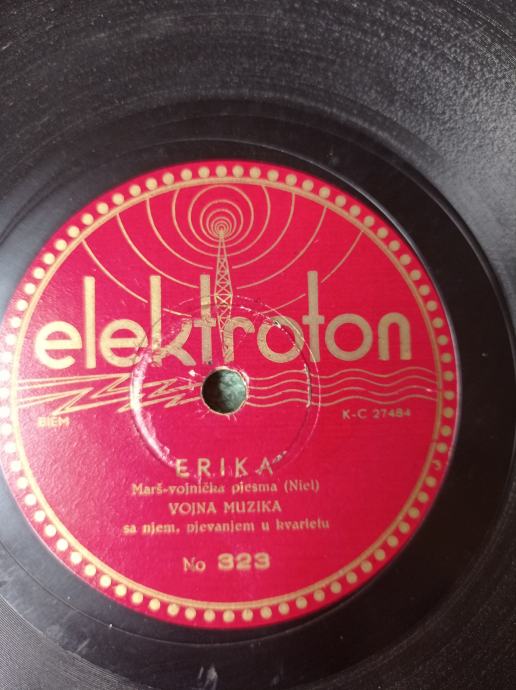 elektroton
BIEM
K-C 27484
"ERIKA"
Marš-vojnička pjesma (Niel)
VOJNA MUZIKA
sa njem. pjevanjem u kvartetu
No 323